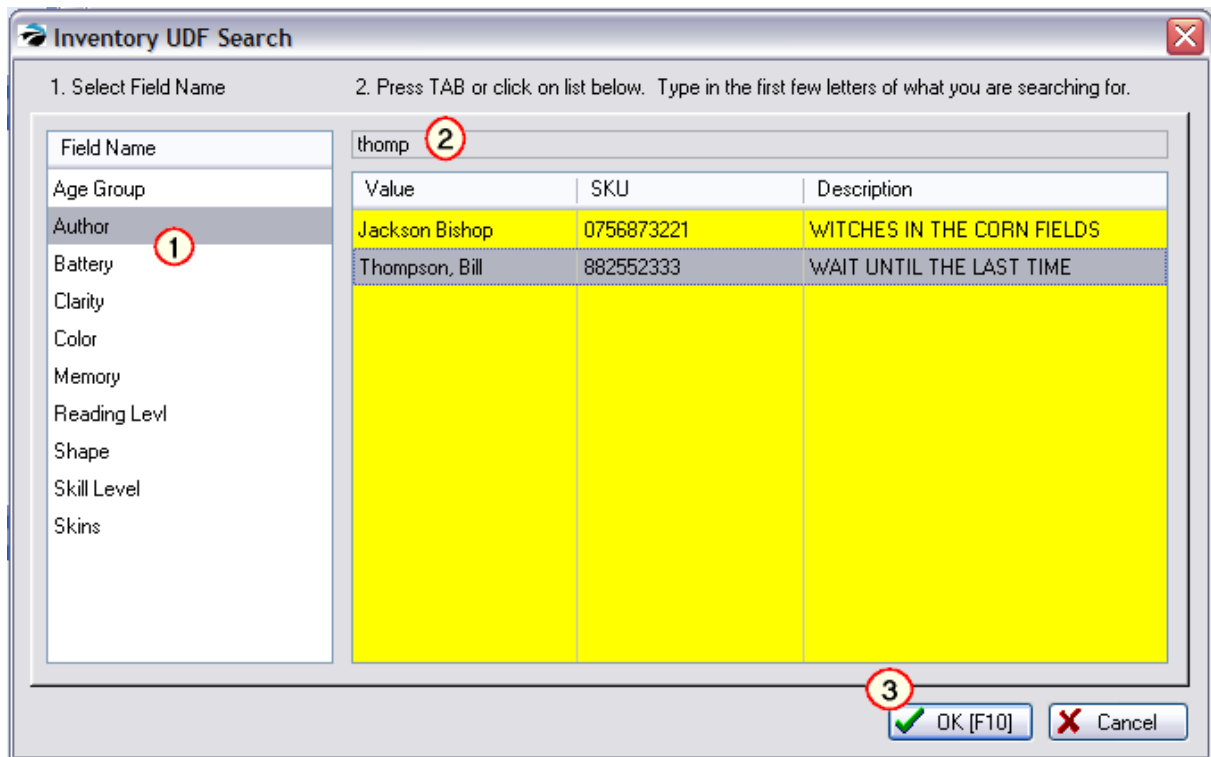 Inventory UDF Search
1. Select Field Name
2. Press TAB or click on list below. Type in the first few letters of what you are searching for.
Field Name
Age Group
Author
1
Battery
Clarity
Color
Memory
Reading Levl
Shape
Skill Level
Skins
thomp 2
Value SKU Description
Jackson Bishop 0756873221 WITCHES IN THE CORN FIELDS
Thompson, Bill 882552333 WAIT UNTIL THE LAST TIME
3
OK [F10] Cancel